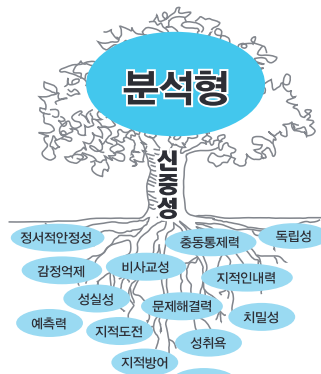 분석형
신중성
정서적안정성
충동통제력
독립성
감정억제
비사교성
지적인내력
성실성
문제해결력
예측력
지적도전
치밀성
성취욕
지적방어